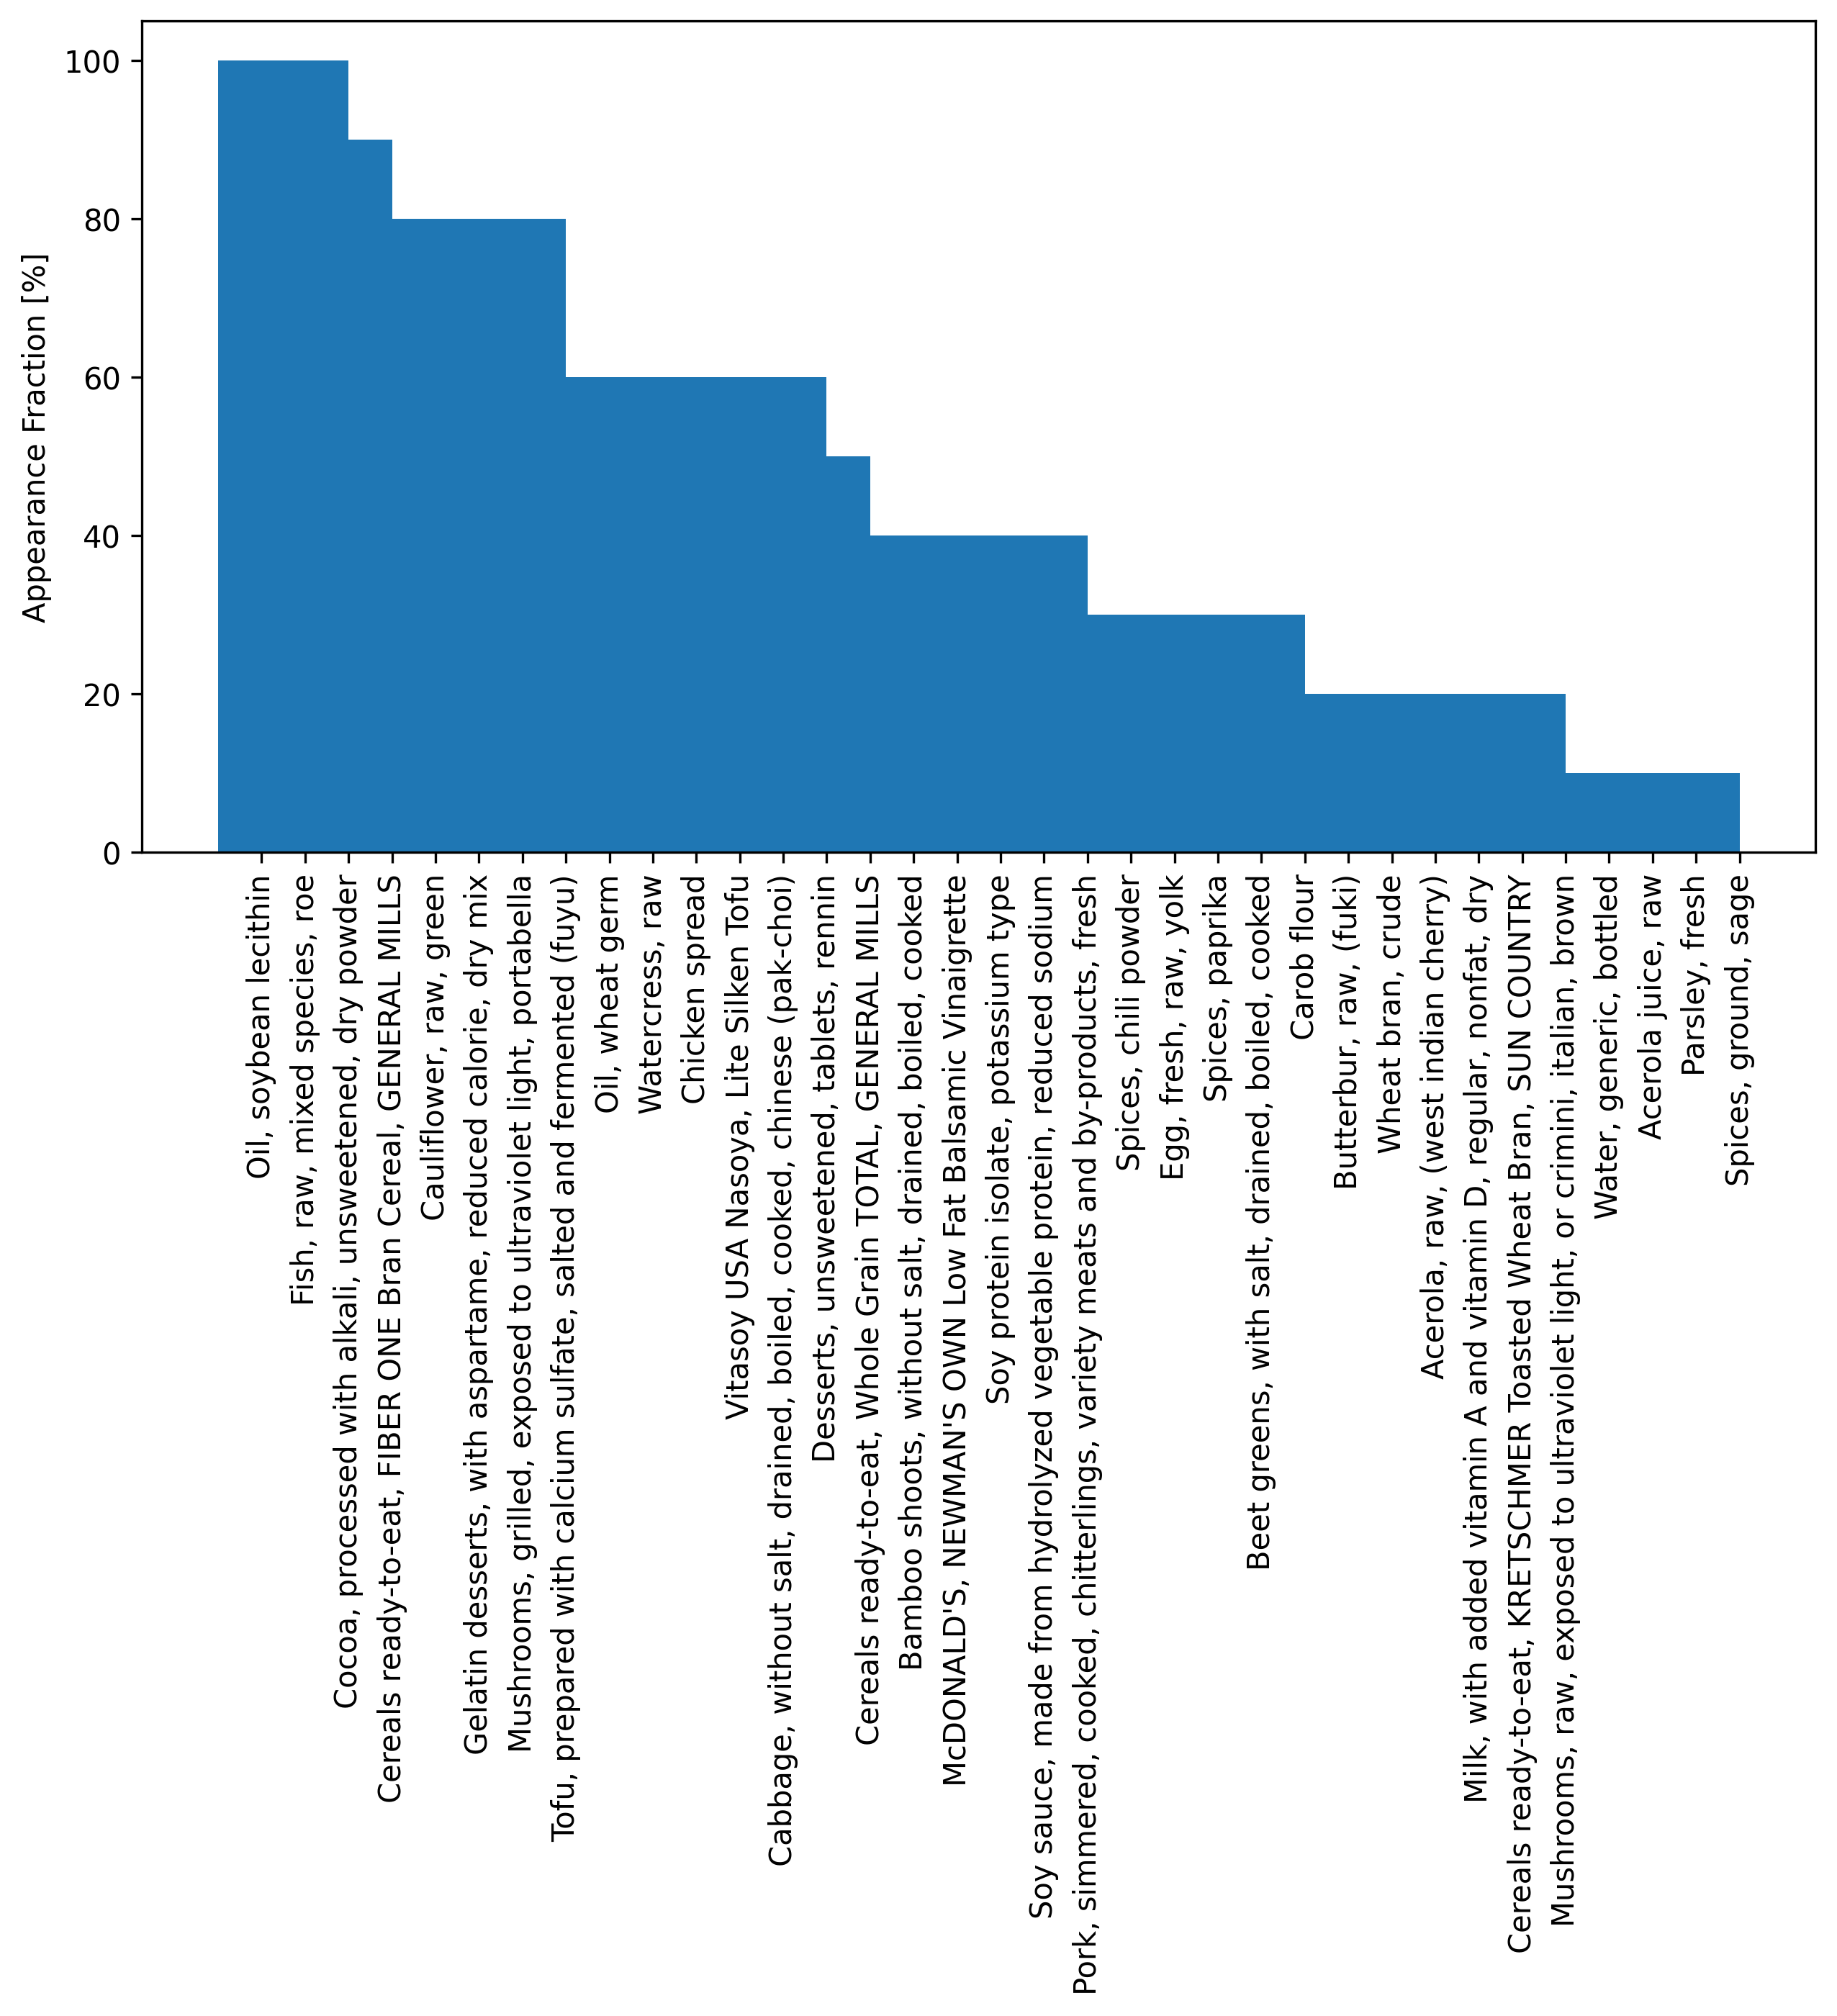 Appearance Fraction [%]
100
80
60
40
20
0
Oil, soybean lecithin
Fish, raw, mixed species, roe
Cocoa, processed with alkali, unsweetened, dry powder
Cereals ready-to-eat, FIBER ONE Bran Cereal, GENERAL MILLS
Cauliflower, raw, green
Gelatin desserts, with aspartame, reduced calorie, dry mix
Mushrooms, grilled, exposed to ultraviolet light, portabella
Tofu, prepared with calcium sulfate, salted and fermented (fuyu)
Oil, wheat germ
Watercress, raw
Chicken spread
Vitasoy USA Nasoya, Lite Silken Tofu
Cabbage, without salt, drained, boiled, cooked, chinese (pak-choi)
Desserts, unsweetened, tablets, rennin
Cereals ready-to-eat, Whole Grain TOTAL, GENERAL MILLS
Bamboo shoots, without salt, drained, boiled, cooked
McDONALD'S, NEWMAN'S OWN Low Fat Balsamic Vinaigrette
Soy protein isolate, potassium type
Soy sauce, made from hydrolyzed vegetable protein, reduced sodium
Pork, simmered, cooked, chitterlings, variety meats and by-products, fresh
Spices, chili powder
Egg, fresh, raw, yolk
Spices, paprika
Beet greens, with salt, drained, boiled, cooked
Carob flour
Butterbur, raw, (fuki)
Wheat bran, crude
Acerola, raw, (west indian cherry)
Milk, with added vitamin A and vitamin D, regular, nonfat, dry
Cereals ready-to-eat, KRETSCHMER Toasted Wheat Bran, SUN COUNTRY
Mushrooms, raw, exposed to ultraviolet light, or crimini, italian, brown
Water, generic, bottled
Acerola juice, raw
Parsley, fresh
Spices, ground, sage